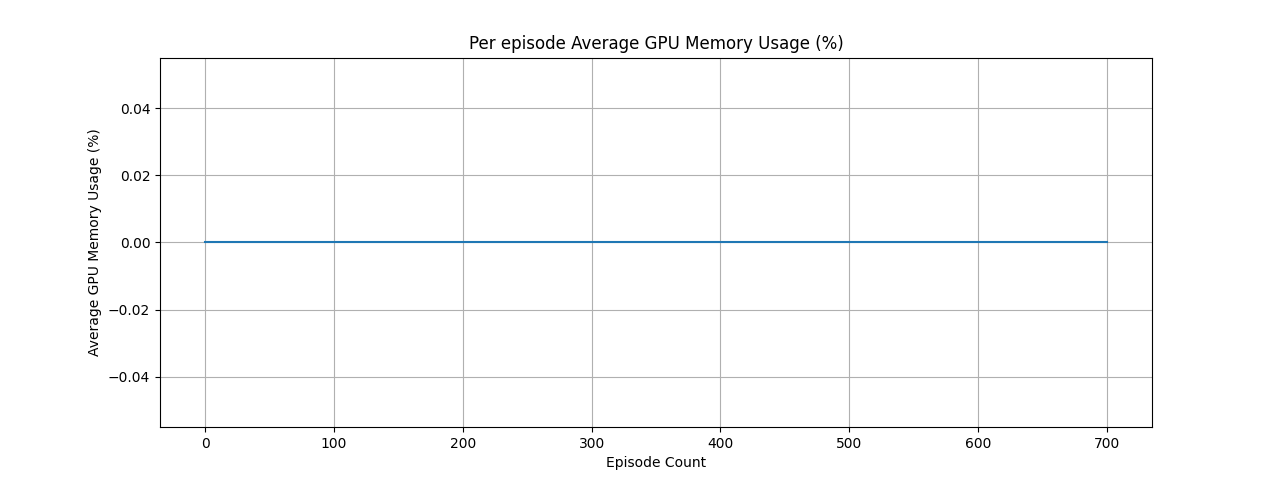 Per episode Average GPU Memory Usage (%)
Average GPU Memory Usage (%)
0.04
0.02
0.00
−0.02
−0.04
0 100 200 300 400 500 600 700
Episode Count